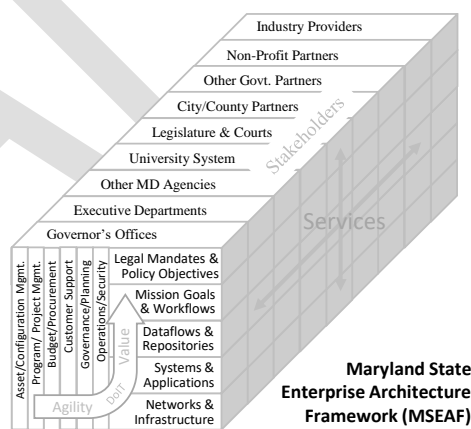 Industry Providers
Non-Profit Partners
Other Govt. Partners
City/County Partners
Legislature & Courts
University System
Other MD Agencies
Executive Departments
Governor's Offices
Stakeholders
Services
Asset/Configuration Mgmt.
Program/ Project Mgmt.
Budget/Procurement
Customer Support
Governance/Planning
Operations/Security
Legal Mandates &
Policy Objectives
Mission Goals
& Workflows
Dataflows &
Repositories
Systems &
Applications
Networks &
Infrastructure
Agility
DoIT
Value
Maryland State
Enterprise Architecture
Framework (MSEAF)